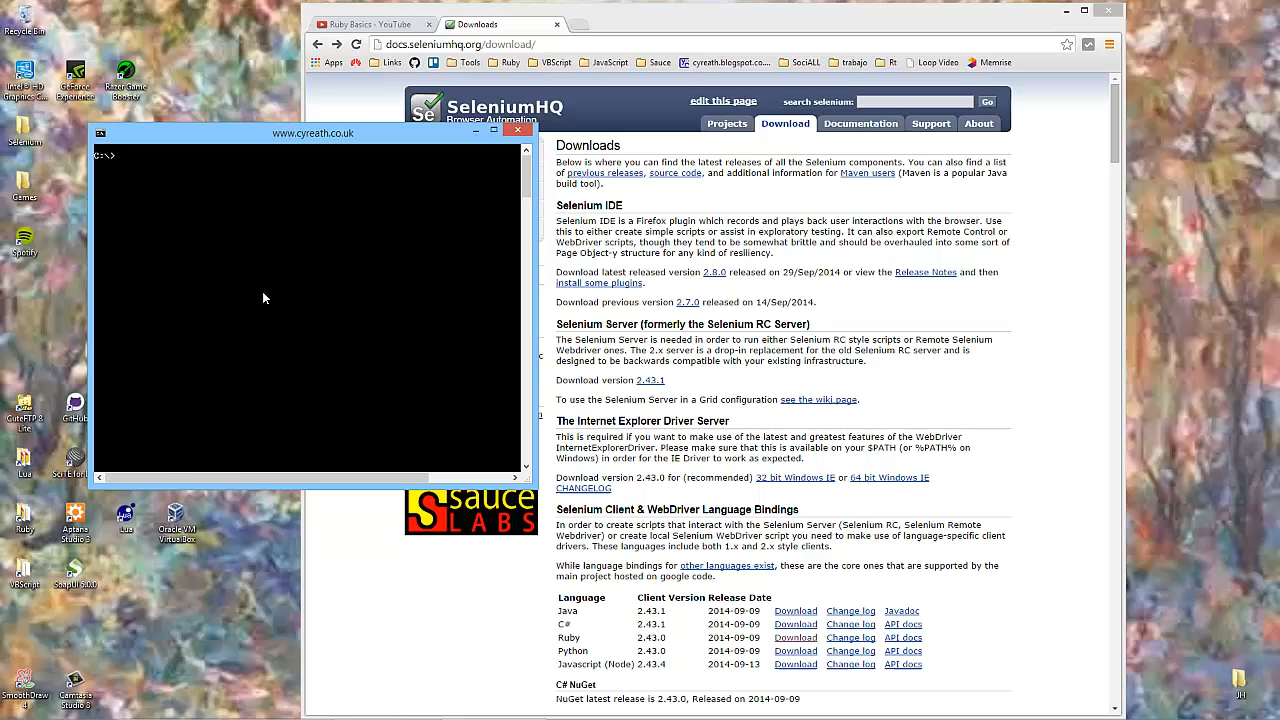 Recycle Bin
Intel® HD
Graphics C...
GeForce
Experience
Razer Game
Booster
Selenium
Games
Spotify
CuteFTP 8
Lite
GitHub
Lua
SciTE for L
Ruby
Aptana
Studio 3
Lua
Oracle VM
VirtualBox
VBScript
SoapUI 5.0.0
SmoothDraw
4
Camtasia
Studio 8
JH
www.cyreath.co.uk
C:\>
Ruby Basics - YouTube
Downloads
docs.seleniumhq.org/download/
Apps
Links
Tools
Ruby
VBScript
JavaScript
Sauce
cyreath.blogspot.co....
SociALL
trabajo
Rt
Loop Video
Memrise
SeleniumHQ
Browser Automation
edit this page
search selenium:
Go
Projects
Download
Documentation
Support
About
Downloads
Below is where you can find the latest releases of all the Selenium components. You can also find a list
of previous releases, source code, and additional information for Maven users (Maven is a popular Java
build tool).
Selenium IDE
Selenium IDE is a Firefox plugin which records and plays back user interactions with the browser. Use
this to either create simple scripts or assist in exploratory testing. It can also export Remote Control or
WebDriver scripts, though they tend to be somewhat brittle and should be overhauled into some sort of
Page Object-y structure for any kind of resiliency.
Download latest released version 2.8.0 released on 29/Sep/2014 or view the Release Notes and then
install some plugins.
Download previous version 2.7.0 released on 14/Sep/2014.
Selenium Server (formerly the Selenium RC Server)
The Selenium Server is needed in order to run either Selenium RC style scripts or Remote Selenium
Webdriver ones. The 2.x server is a drop-in replacement for the old Selenium RC server and is
designed to be backwards compatible with your existing infrastructure.
Download version 2.43.1
To use the Selenium Server in a Grid configuration see the wiki page.
The Internet Explorer Driver Server
This is required if you want to make use of the latest and greatest features of the WebDriver
InternetExplorerDriver. Please make sure that this is available on your $PATH (or %PATH% on
Windows) in order for the IE Driver to work as expected.
Download version 2.43.0 for (recommended) 32 bit Windows IE or 64 bit Windows IE
CHANGELOG
Selenium Client & WebDriver Language Bindings
In order to create scripts that interact with the Selenium Server (Selenium RC, Selenium Remote
Webdriver) or create local Selenium WebDriver script you need to make use of language-specific client
drivers. These languages include both 1.x and 2.x style clients.
While language bindings for other languages exist, these are the core ones that are supported by the
main project hosted on google code.
Language Client Version Release Date
Java 2.43.1 2014-09-09 Download Change log Javadoc
C# 2.43.1 2014-09-09 Download Change log API docs
Ruby 2.43.0 2014-09-09 Download Change log API docs
Python 2.43.0 2014-09-09 Download Change log API docs
Javascript (Node) 2.43.4 2014-09-13 Download Change log API docs
C# NuGet
NuGet latest release is 2.43.0, Released on 2014-09-09
sauce
LABS